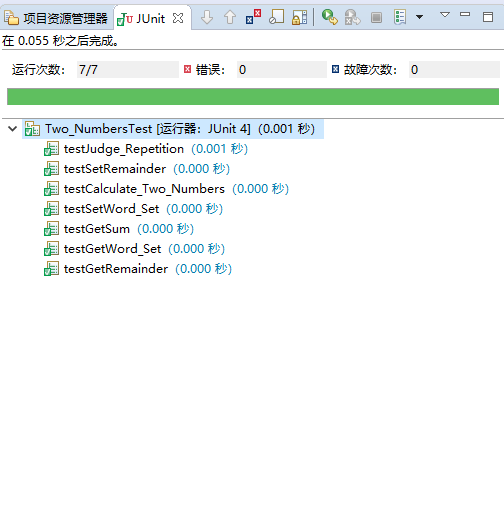 项目资源管理器 JUnit
在 0.055 秒之后完成。
运行次数： 7/7 错误： 0 故障次数： 0
Two_NumbersTest [运行器：JUnit 4]（0.001 秒）
testJudge_Repetition（0.001 秒）
testSetRemainder（0.000 秒）
testCalculate_Two_Numbers（0.000 秒）
testSetWord_Set（0.000 秒）
testGetSum（0.000 秒）
testGetWord_Set（0.000 秒）
testGetRemainder（0.000 秒）